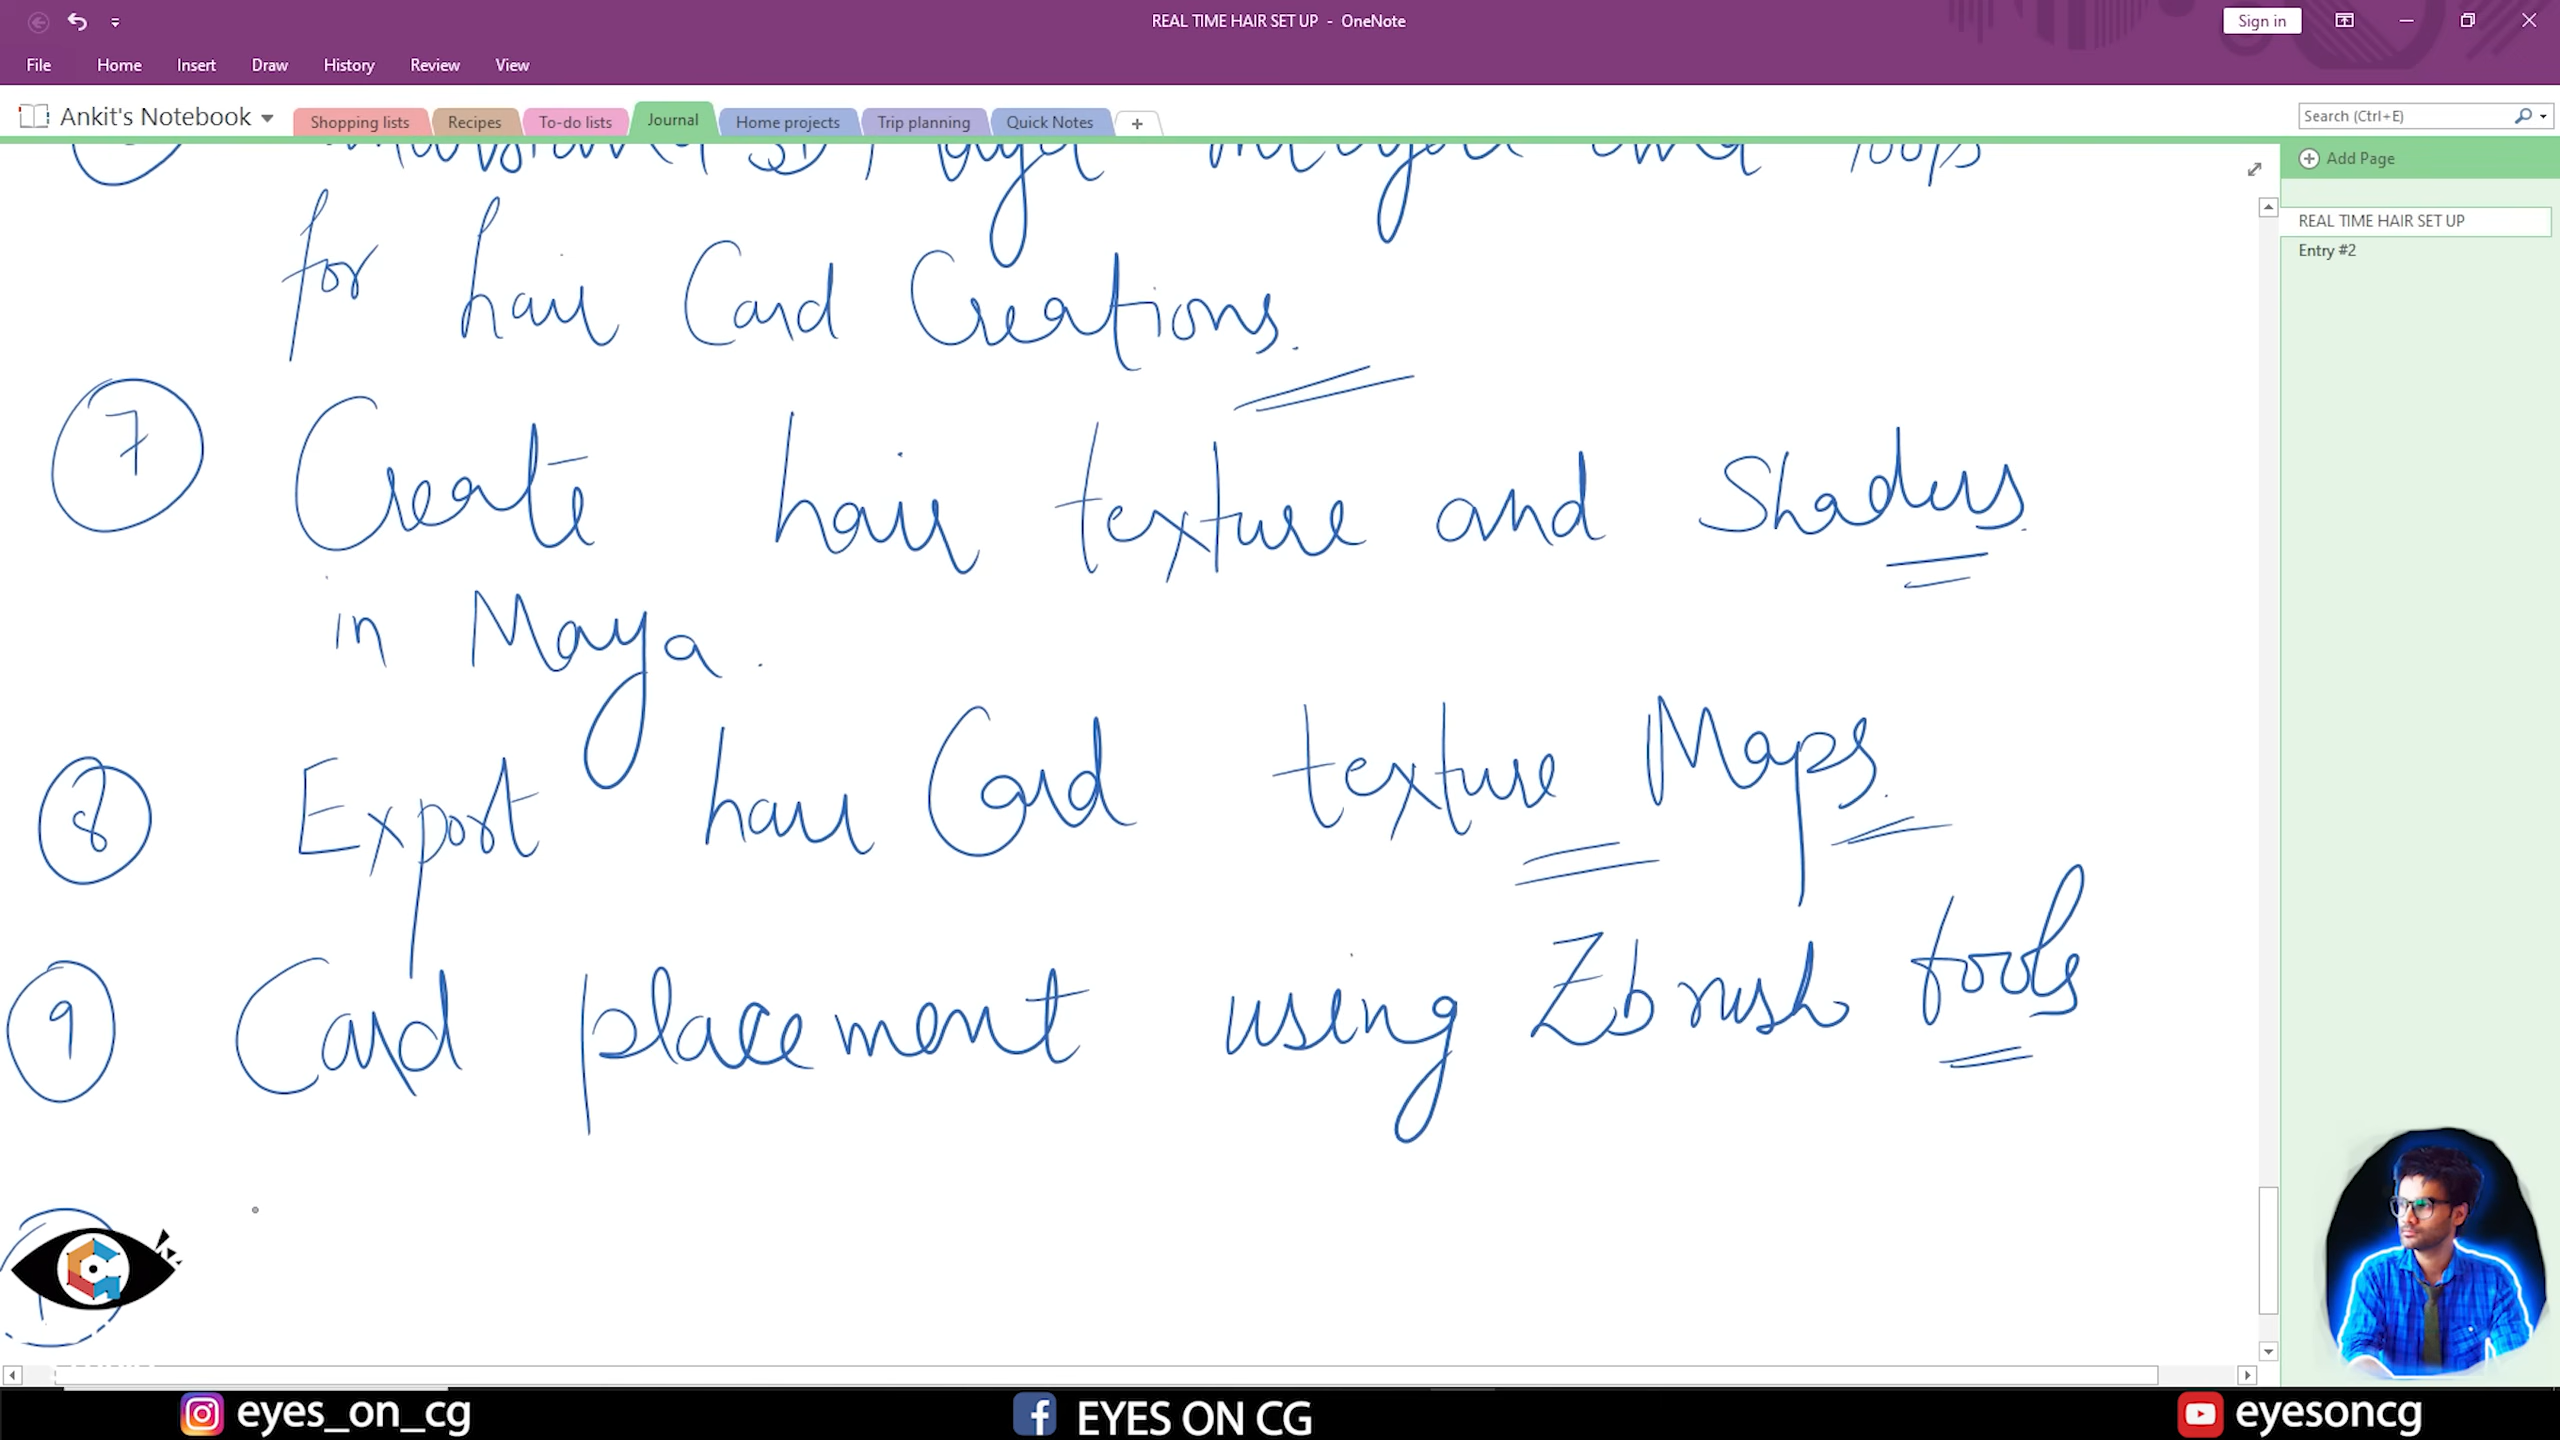 REAL TIME HAIR SET UP - OneNote
Sign in
File Home Insert Draw History Review View
Ankit's Notebook Shopping lists Recipes To-do lists Journal Home projects Trip planning Quick Notes
Search (Ctrl+E)
Add Page
REAL TIME HAIR SET UP
Entry #2
and loops
for hair Card Creations.
7 Create hair texture and Shaders.
in Maya.
8 Export hair Card texture Maps.
9 Card placement using Zbrush tools
eyes_on_cg EYES ON CG eyesoncg